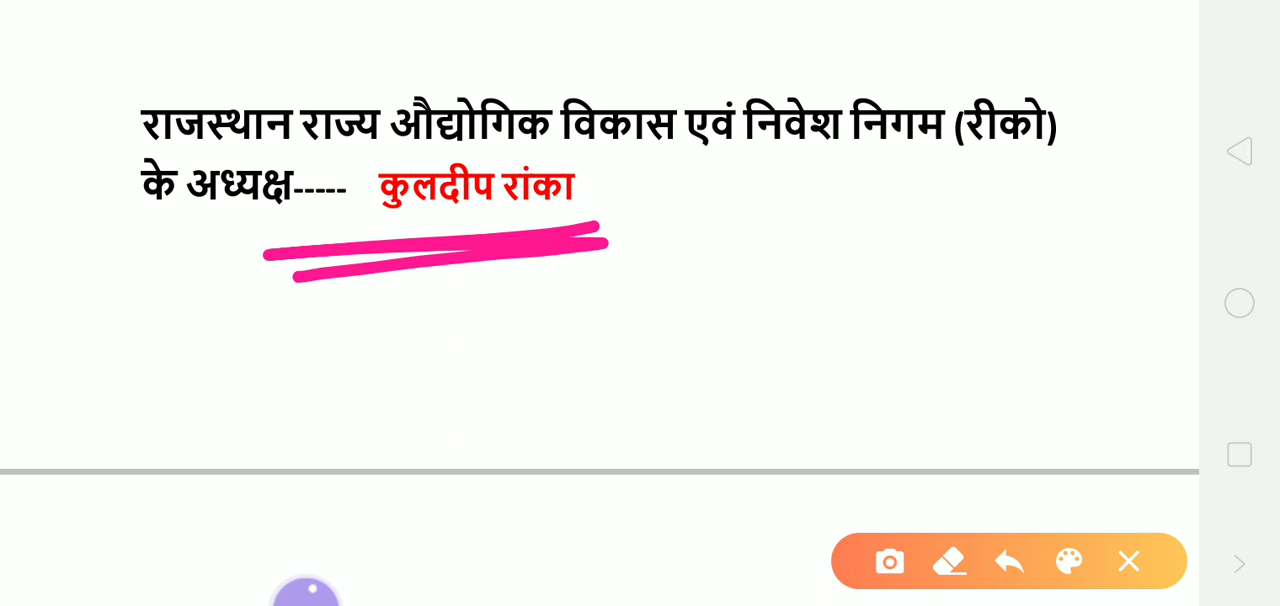 राजस्थान राज्य औद्योगिक विकास एवं निवेश निगम (रीको)
के अध्यक्ष----- कुलदीप रांका